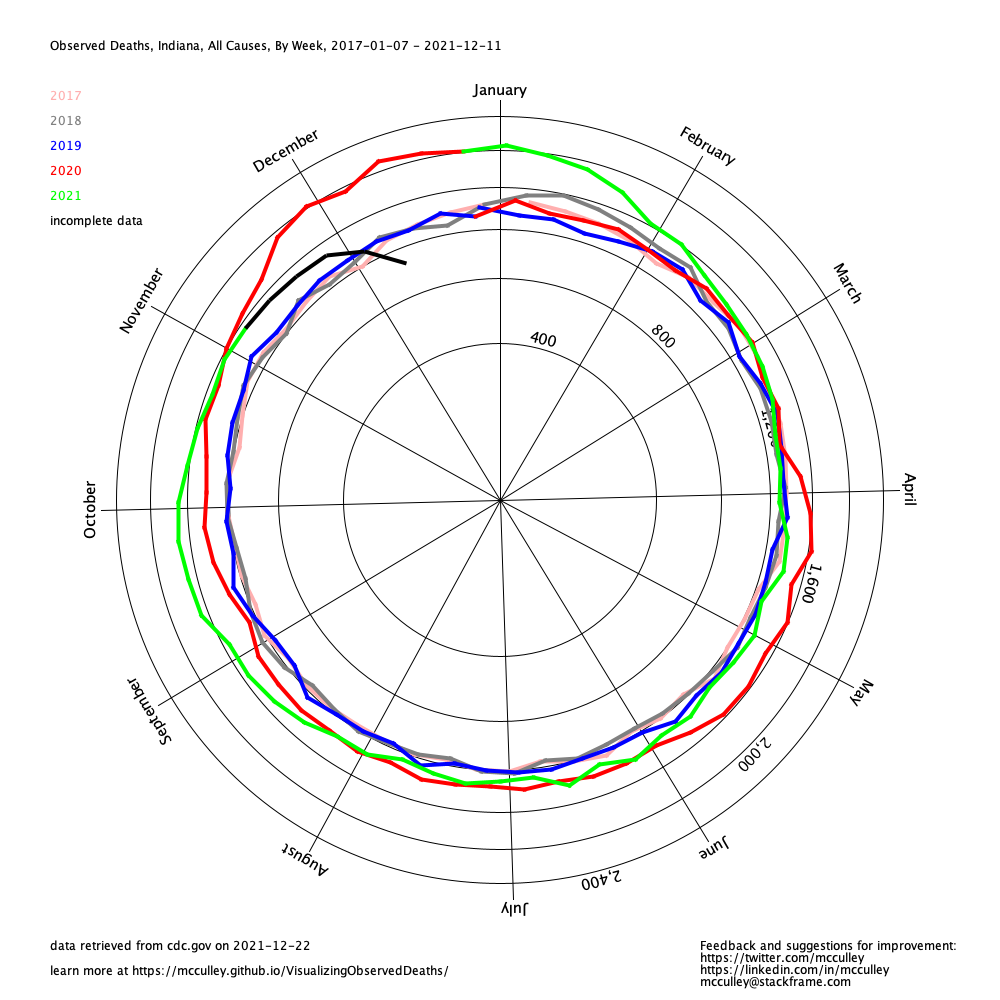 Observed Deaths, Indiana, All Causes, By Week, 2017-01-07 - 2021-12-11
2017
2018
2019
2020
2021
incomplete data
January
February
March
April
May
June
July
August
September
October
November
December
400
800
1,200
1,600
2,000
2,400
data retrieved from cdc.gov on 2021-12-22
learn more at https://mcculley.github.io/VisualizingObservedDeaths/
Feedback and suggestions for improvement:
https://twitter.com/mcculley
https://linkedin.com/in/mcculley
mcculley@stackframe.com